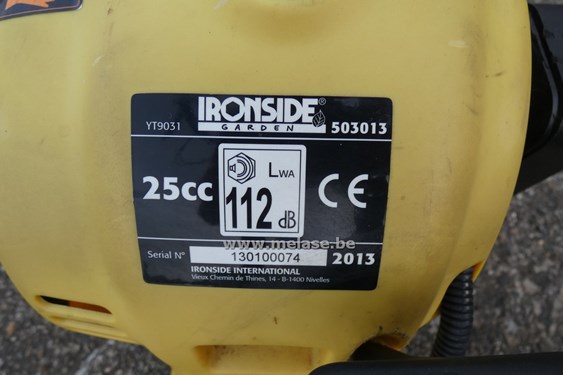 IRONSIDE®
YT9031 GARDEN 503013
25cc LWA CE
112 dB
www.melase.be
Serial N° 130100074 2013
IRONSIDE INTERNATIONAL
Vieux Chemin de Thines, 14 - B-1400 Nivelles